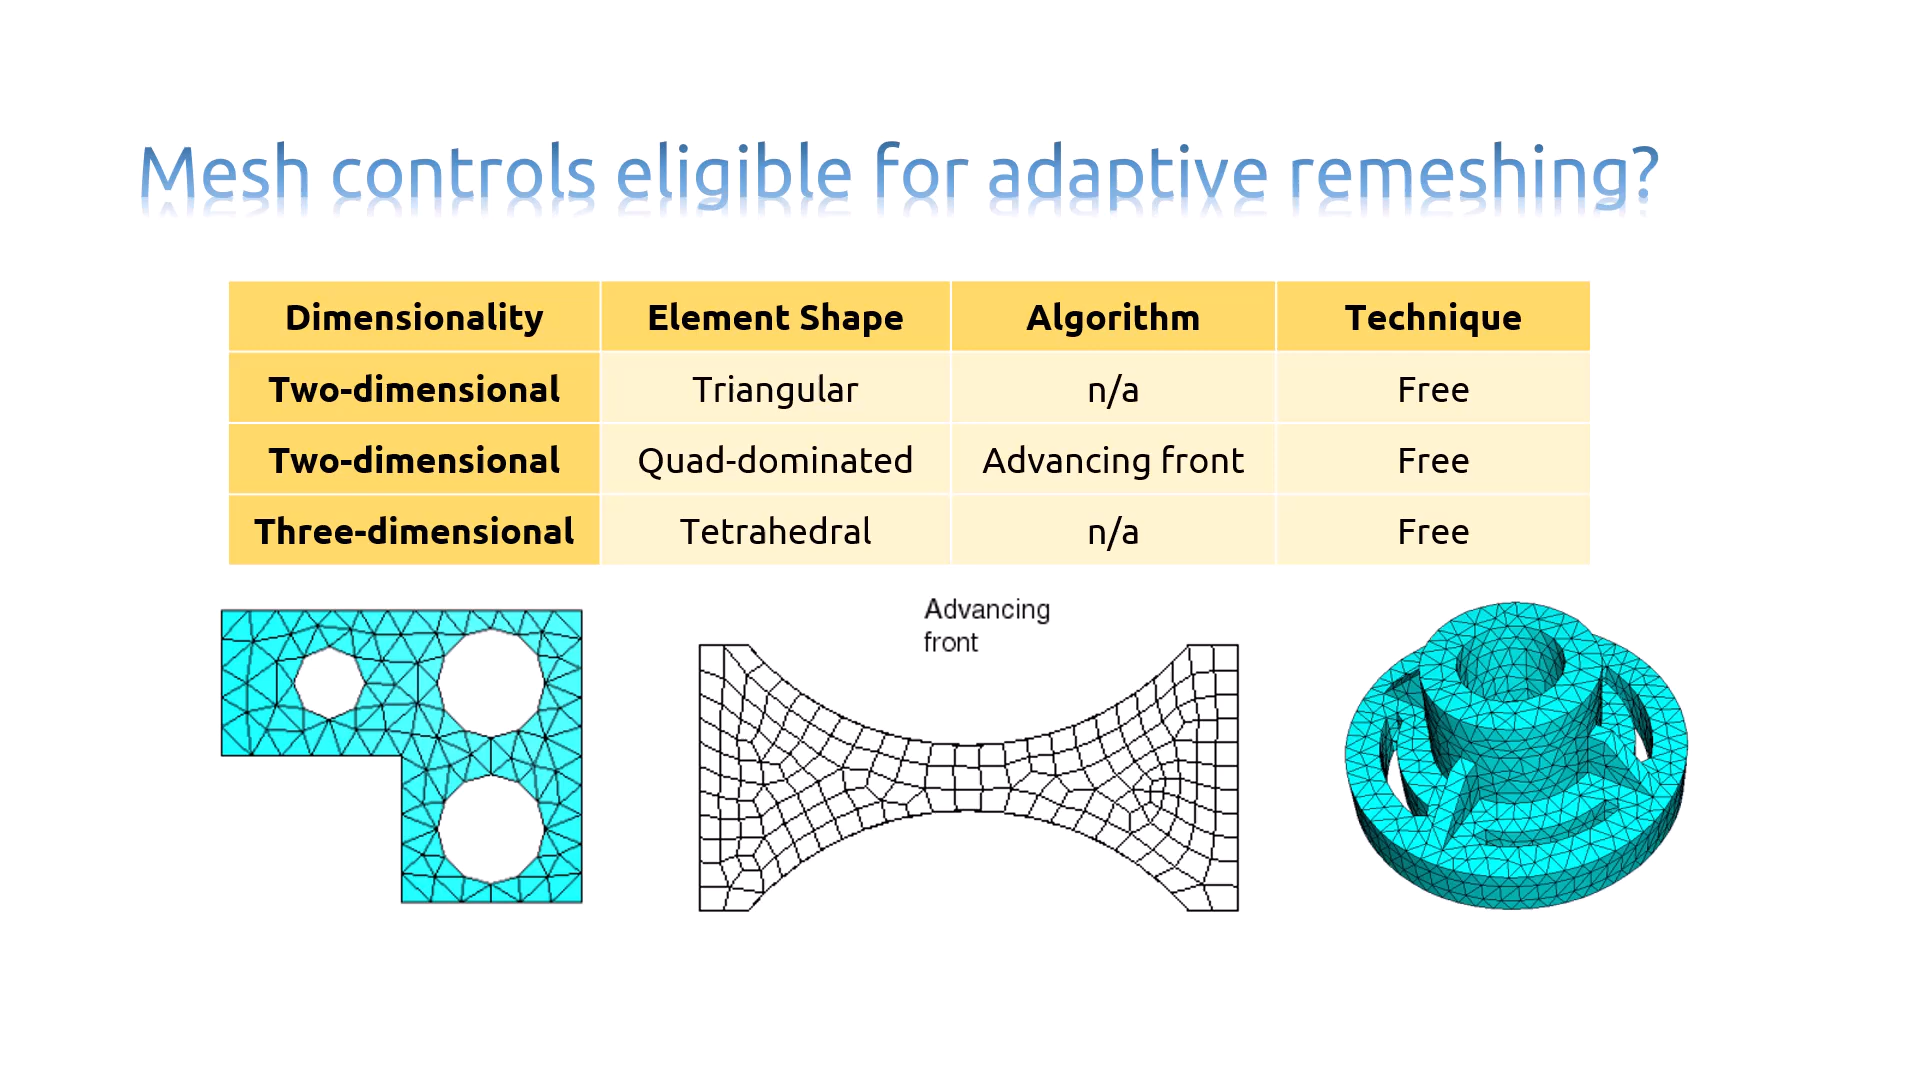 Mesh controls eligible for adaptive remeshing?
Dimensionality Element Shape Algorithm Technique
Two-dimensional Triangular n/a Free
Two-dimensional Quad-dominated Advancing front Free
Three-dimensional Tetrahedral n/a Free
Advancing
front